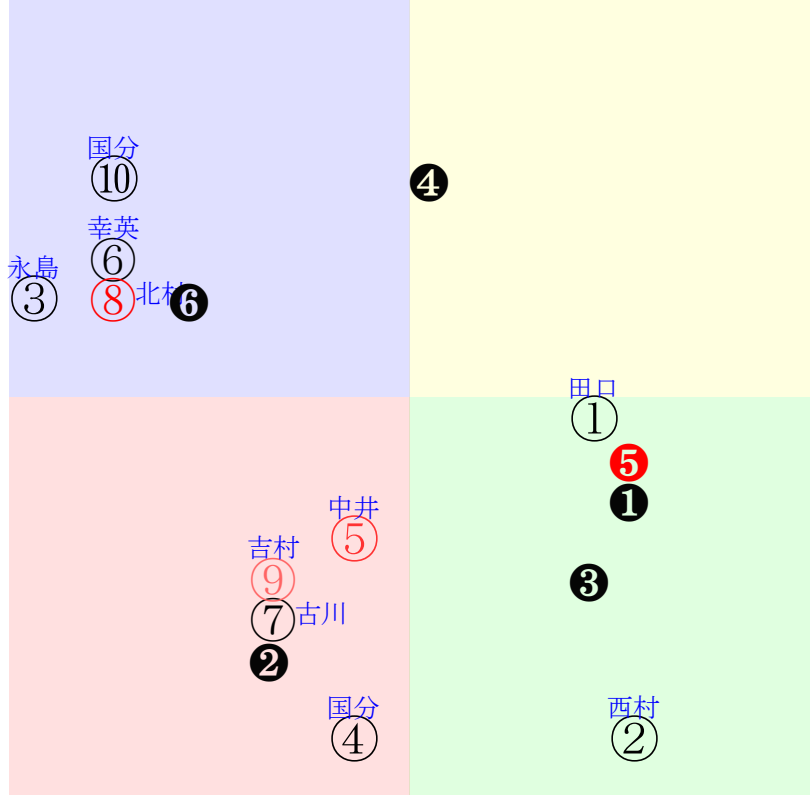 国分
⑩
❹
幸英
⑥
永島
③
⑧ 北村
❻
田口
①
❺
❶
中井
⑤
吉村
⑨
❸
⑦ 古川
❷
国分
④
西村
②